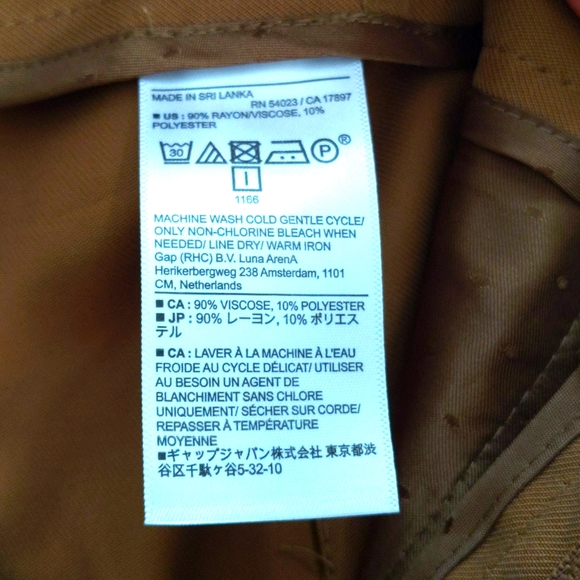 MADE IN SRI LANKA
RN 54023 / CA 17897
■ US : 90% RAYON/VISCOSE, 10%
POLYESTER
30
P®
I
1166
MACHINE WASH COLD GENTLE CYCLE/
ONLY NON-CHLORINE BLEACH WHEN
NEEDED/ LINE DRY/ WARM IRON
Gap (RHC) B.V. Luna ArenA
Herikerbergweg 238 Amsterdam, 1101
CM, Netherlands
■ CA : 90% VISCOSE, 10% POLYESTER
■ JP : 90% レーヨン, 10% ポリエス
テル
■ CA : LAVER À LA MACHINE À L'EAU
FROIDE AU CYCLE DÉLICAT/ UTILISER
AU BESOIN UN AGENT DE
BLANCHIMENT SANS CHLORE
UNIQUEMENT/ SÉCHER SUR CORDE/
REPASSER À TEMPÉRATURE
MOYENNE
■ギャップジャパン株式会社 東京都渋
谷区千駄ヶ谷5-32-10